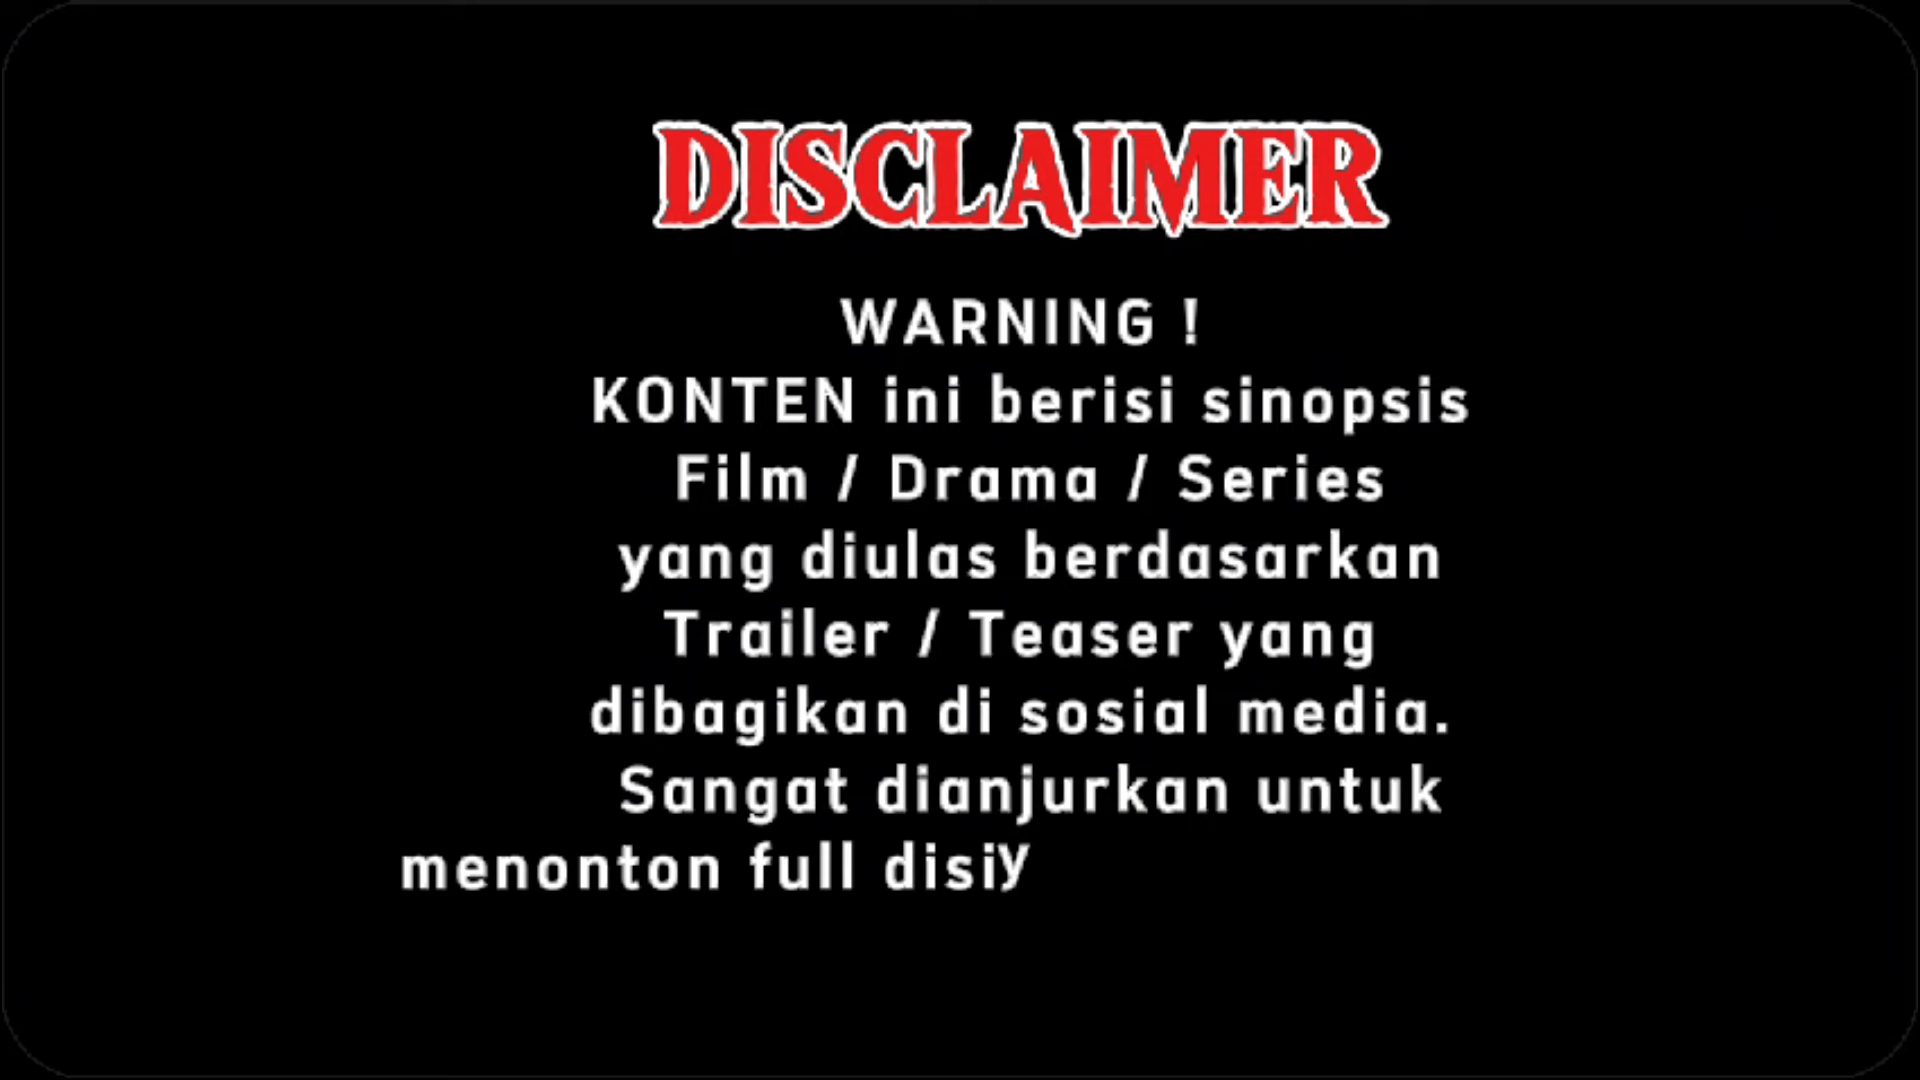 DISCLAIMER
WARNING !
KONTEN ini berisi sinopsis
Film / Drama / Series
yang diulas berdasarkan
Trailer / Teaser yang
dibagikan di sosial media.
Sangat dianjurkan untuk
menonton full disiy